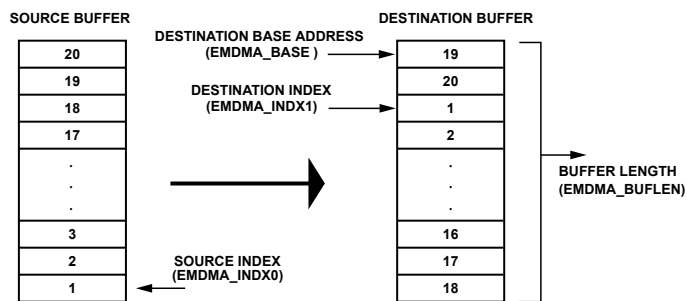 SOURCE BUFFER
20
19
18
17
.
.
.
3
2
1
SOURCE INDEX
(EMDMA_INDX0)
DESTINATION BASE ADDRESS
(EMDMA_BASE )
DESTINATION INDEX
(EMDMA_INDX1)
DESTINATION BUFFER
19
20
1
2
.
.
.
16
17
18
BUFFER LENGTH
(EMDMA_BUFLEN)